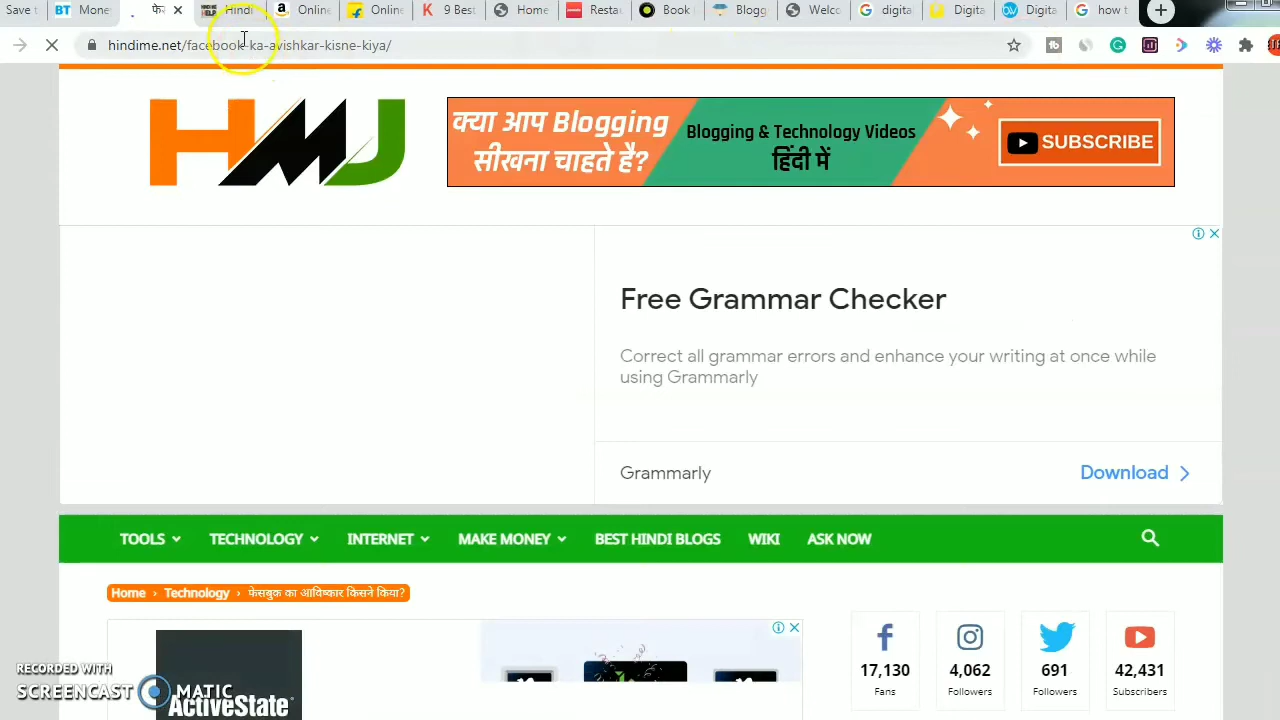 Save t BT Mone फे Hindi Online Online 9 Best Home Resta Book Blogs Welco digita Digita Digita how t
hindime.net/facebook-ka-avishkar-kisne-kiya/
HMJ
क्या आप Blogging
सीखना चाहते है?
Blogging & Technology Videos
हिंदी में
SUBSCRIBE
Free Grammar Checker
Correct all grammar errors and enhance your writing at once while
using Grammarly
Grammarly
Download
TOOLS TECHNOLOGY INTERNET MAKE MONEY BEST HINDI BLOGS WIKI ASK NOW
Home › Technology › फेसबुक का आविष्कार किसने किया?
17,130 4,062 691 42,431
Fans Followers Followers Subscribers
RECORDED WITH
SCREENCAST MATIC
ActiveState